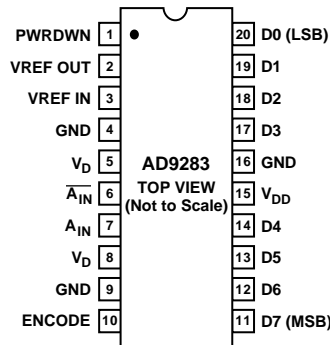 PWRDWN 1 20 D0 (LSB)
VREF OUT 2 19 D1
VREF IN 3 18 D2
GND 4 17 D3
VD 5 AD9283 16 GND
A̅I̅N̅ 6 TOP VIEW 15 VDD
AIN 7 (Not to Scale) 14 D4
VD 8 13 D5
GND 9 12 D6
ENCODE 10 11 D7 (MSB)